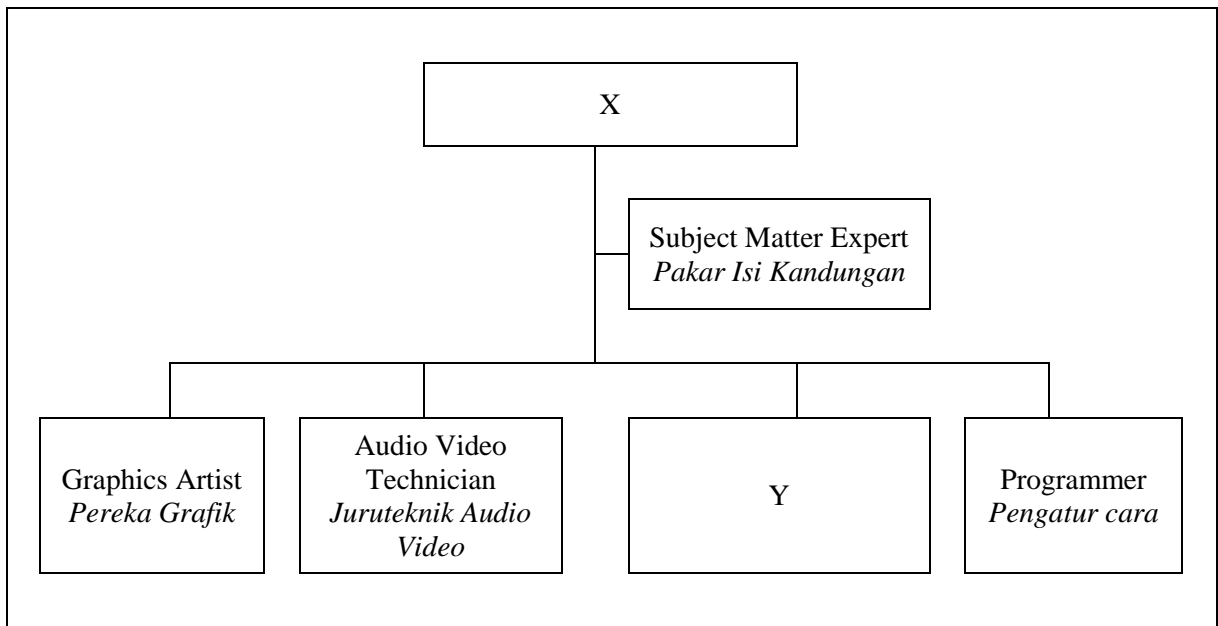 X
Subject Matter Expert
Pakar Isi Kandungan
Graphics Artist
Pereka Grafik
Audio Video
Technician
Juruteknik Audio
Video
Y
Programmer
Pengatur cara